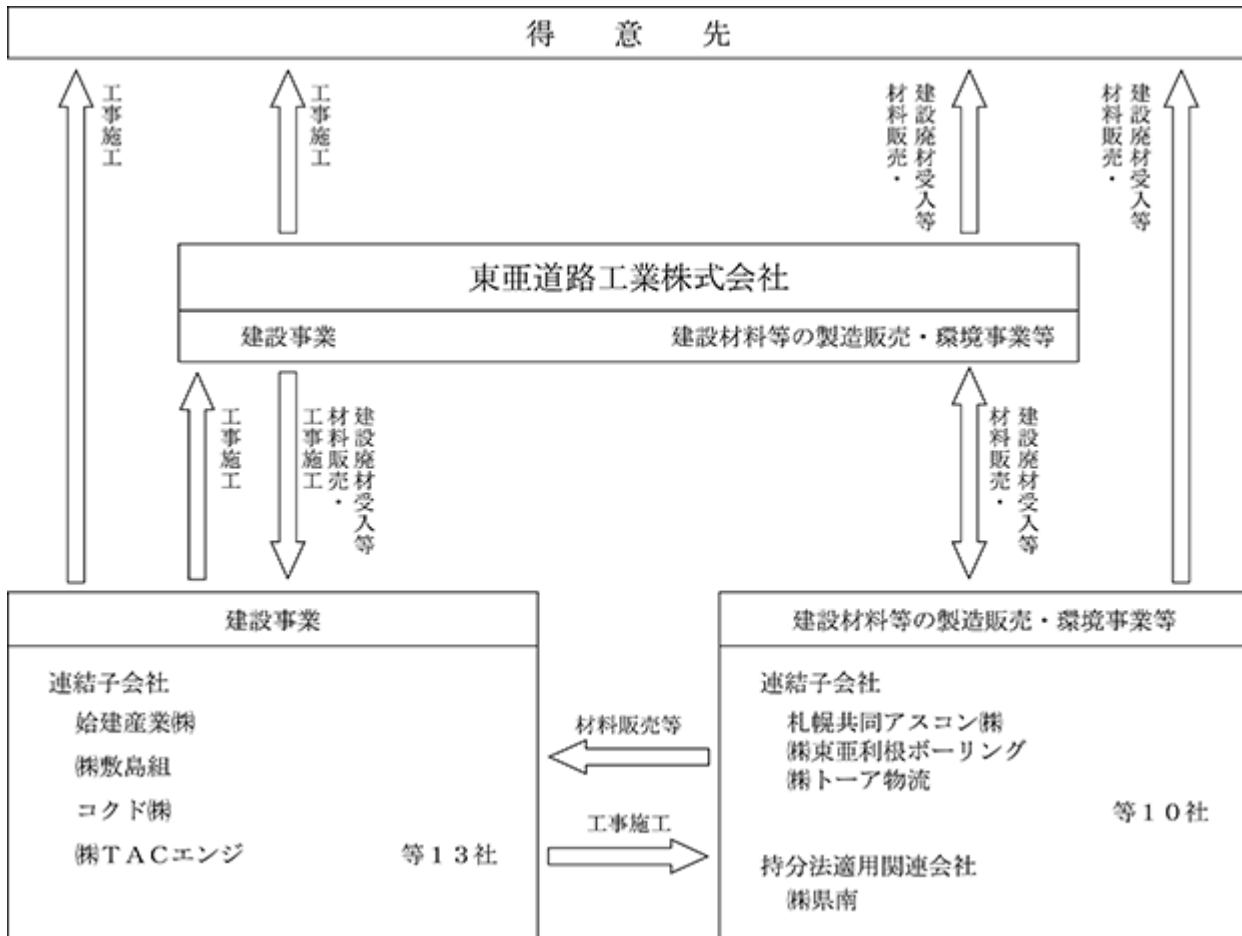 得意先
工事施工
工事施工
材料販売・
建設廃材受入等
材料販売・
建設廃材受入等
東亜道路工業株式会社
建設事業
建設材料等の製造販売・環境事業等
工事施工
工事施工
材料販売・
建設廃材受入等
材料販売・
建設廃材受入等
建設事業
連結子会社
姶建産業㈱
㈱敷島組
コクド㈱
㈱ＴＡＣエンジ 等１３社
材料販売等
工事施工
建設材料等の製造販売・環境事業等
連結子会社
札幌共同アスコン㈱
㈱東亜利根ボーリング
㈱トーア物流
等１０社
持分法適用関連会社
㈱県南